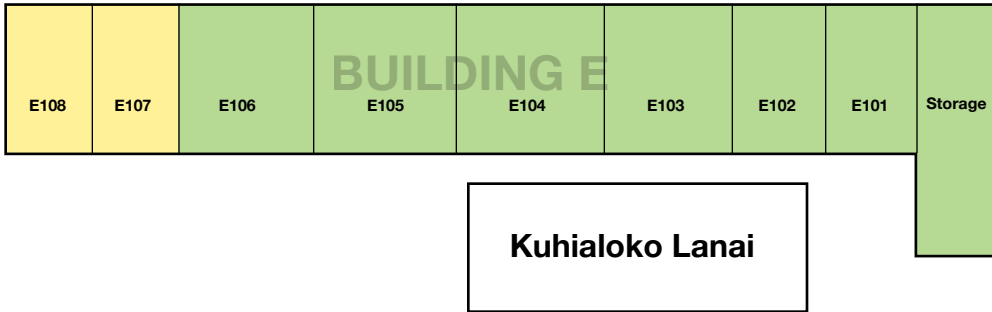 BUILDING E
E108 E107 E106 E105 E104 E103 E102 E101 Storage
Kuhialoko Lanai